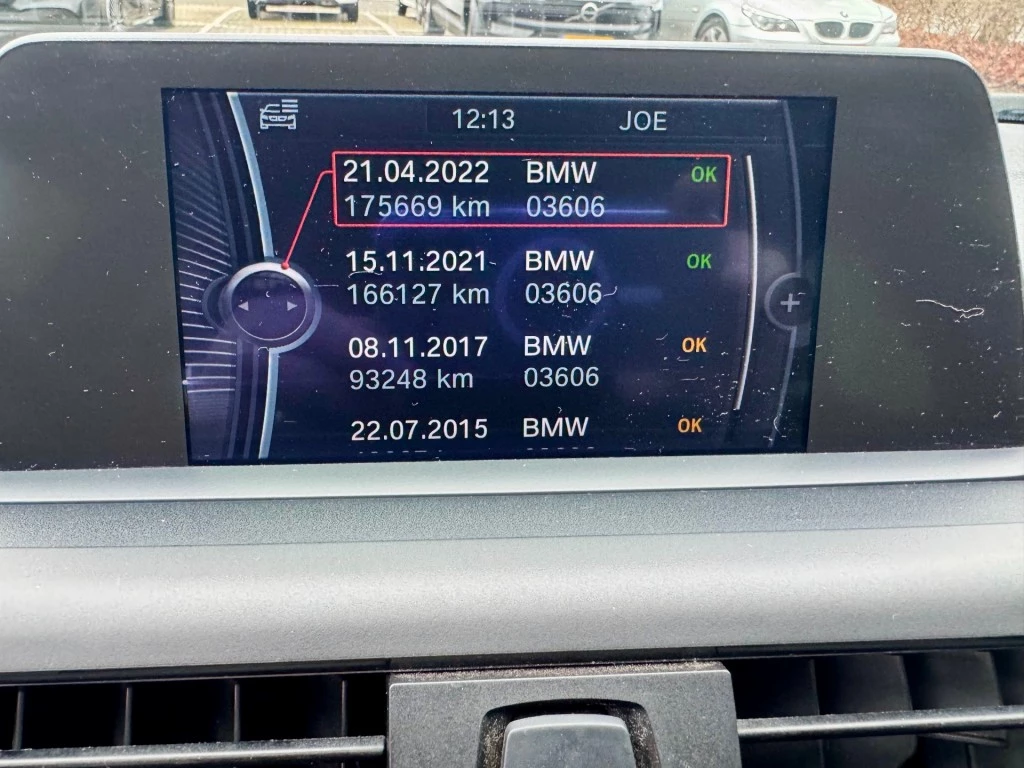 12:13 JOE
21.04.2022 BMW OK
175669 km 03606
15.11.2021 BMW OK
166127 km 03606
08.11.2017 BMW OK
93248 km 03606
22.07.2015 BMW OK